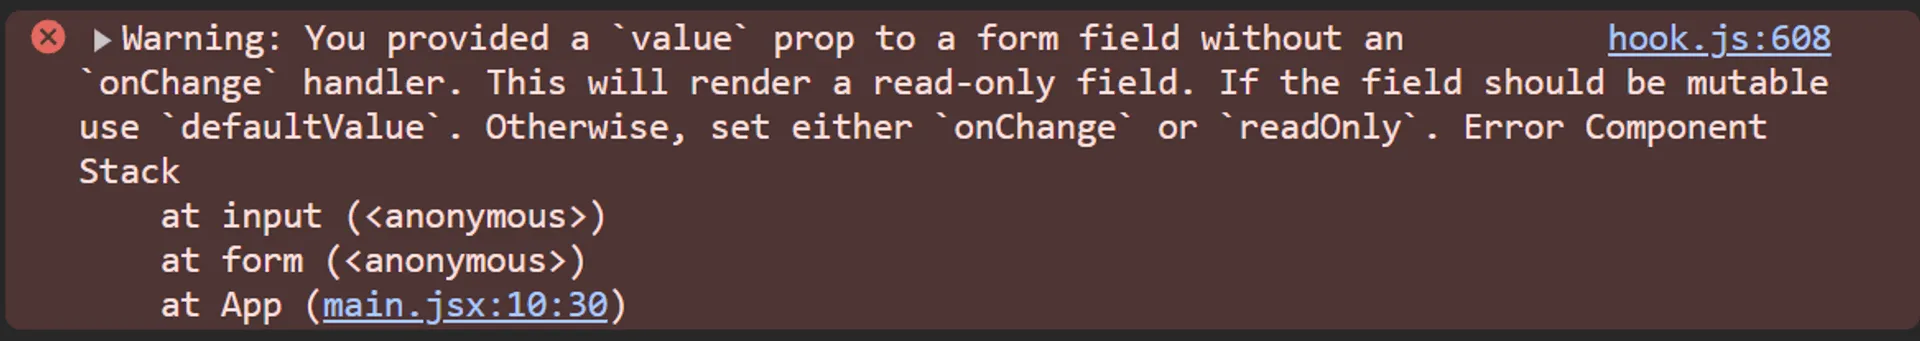 Warning: You provided a `value` prop to a form field without an hook.js:608
`onChange` handler. This will render a read-only field. If the field should be mutable
use `defaultValue`. Otherwise, set either `onChange` or `readOnly`. Error Component
Stack
    at input (<anonymous>)
    at form (<anonymous>)
    at App (main.jsx:10:30)